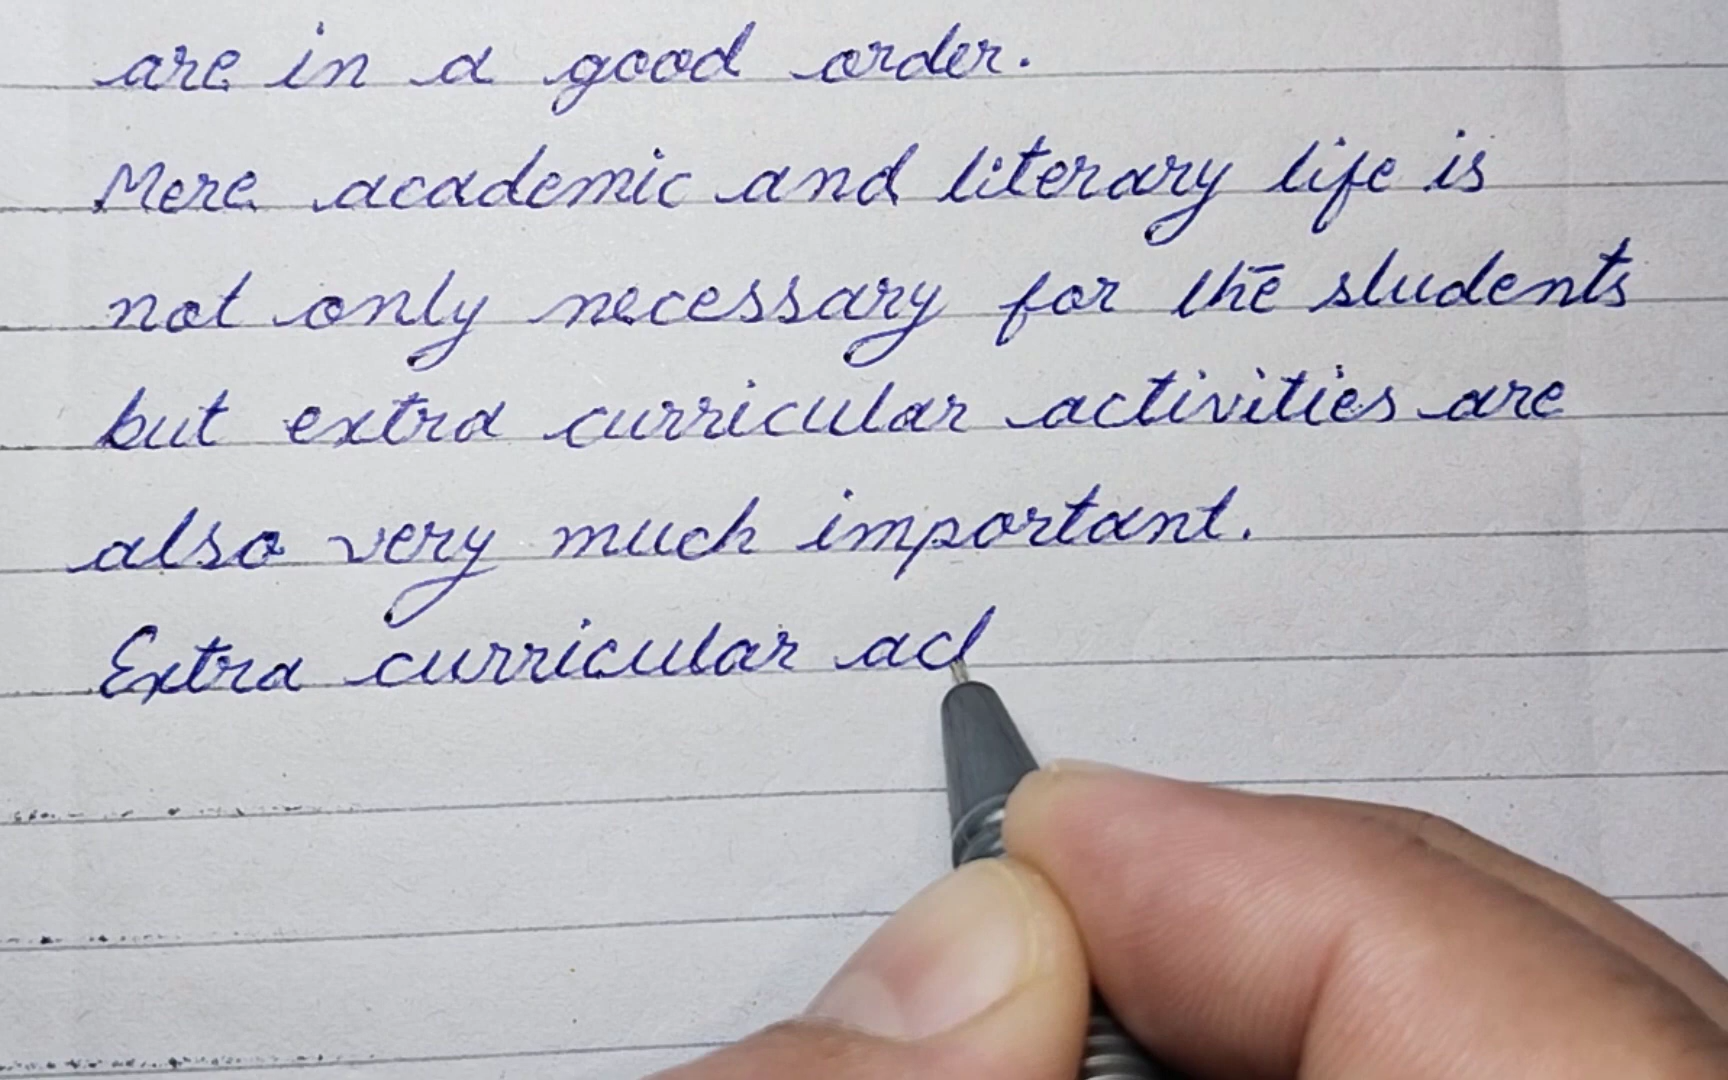 are in a good order.
Mere academic and literary life is
not only necessary for the students
but extra curricular activities are
also very much important.
Extra curricular act